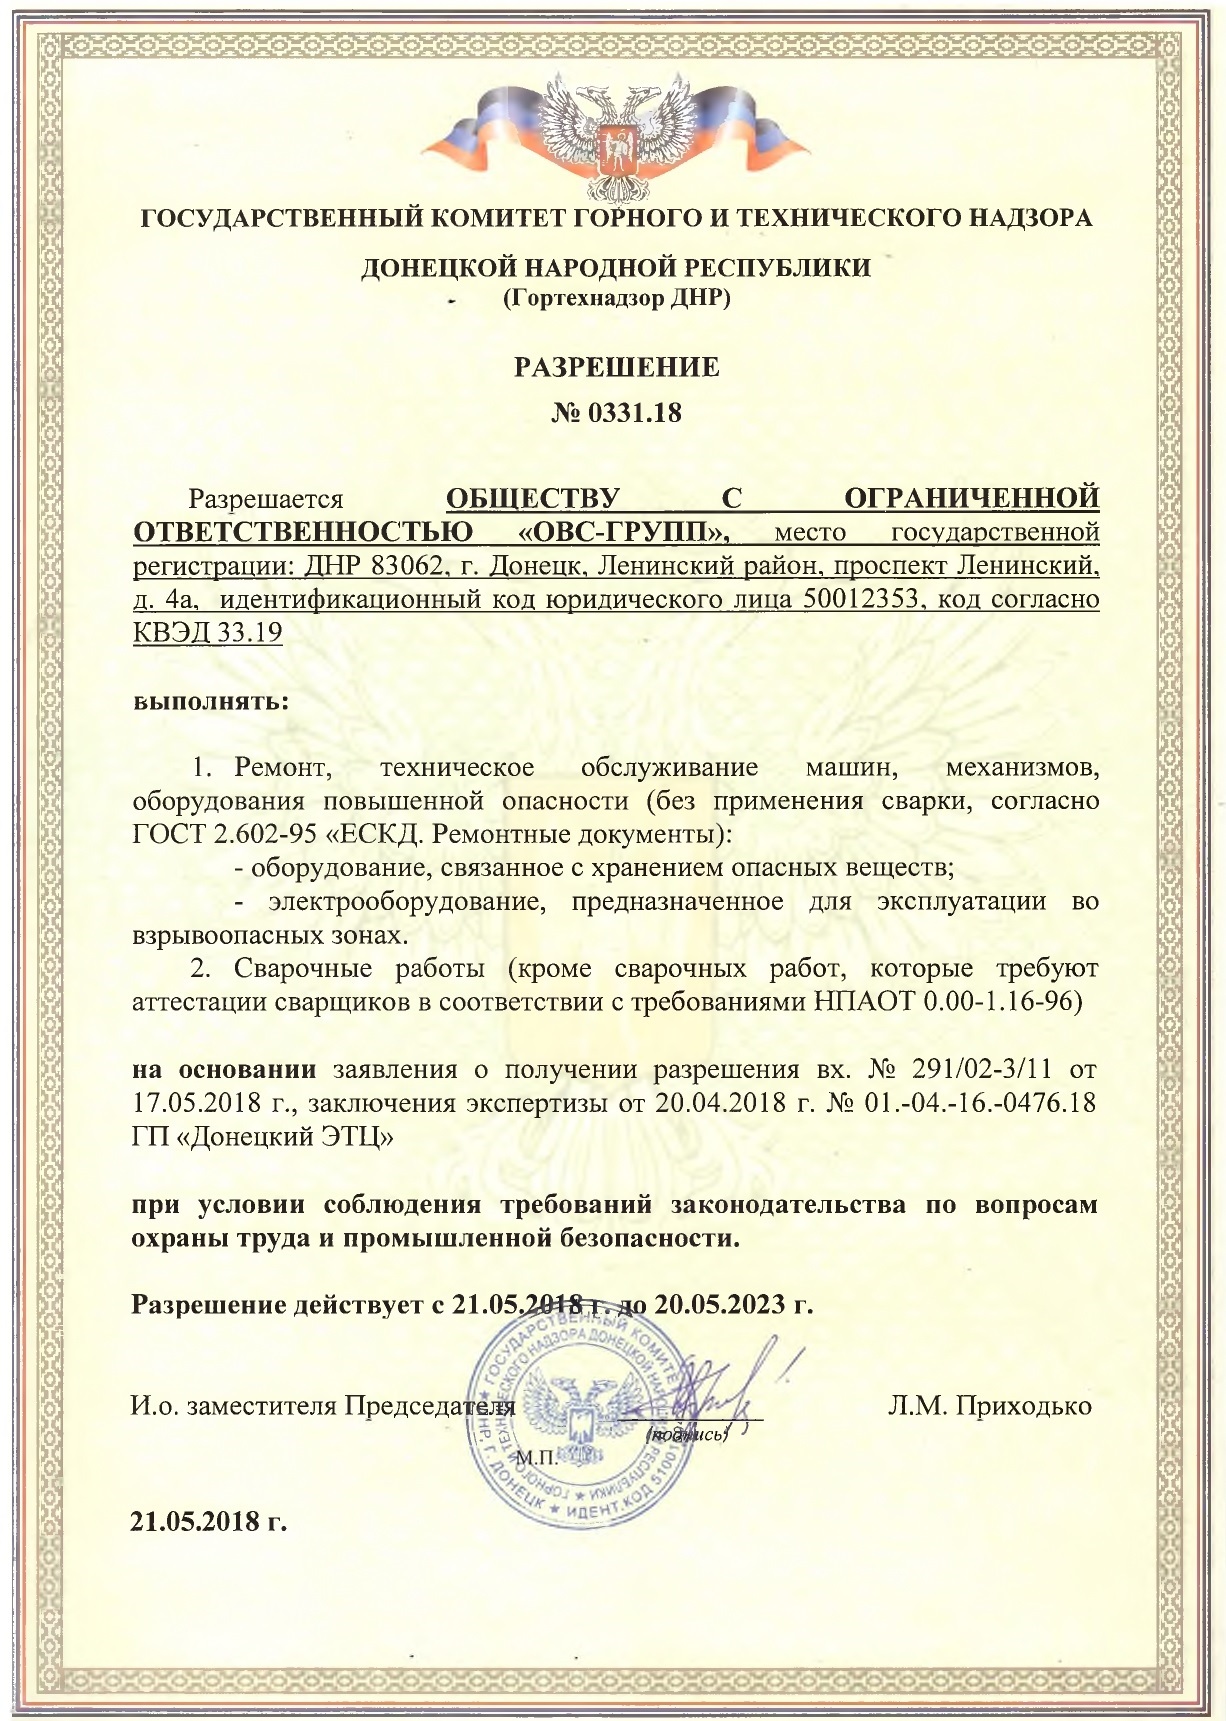 ГОСУДАРСТВЕННЫЙ КОМИТЕТ ГОРНОГО И ТЕХНИЧЕСКОГО НАДЗОРА
ДОНЕЦКОЙ НАРОДНОЙ РЕСПУБЛИКИ
(Гортехнадзор ДНР)
РАЗРЕШЕНИЕ
№ 0331.18
Разрешается ОБЩЕСТВУ С ОГРАНИЧЕННОЙ
ОТВЕТСТВЕННОСТЬЮ «ОВС-ГРУПП», место государственной
регистрации: ДНР 83062, г. Донецк, Ленинский район, проспект Ленинский,
д. 4а, идентификационный код юридического лица 50012353, код согласно
КВЭД 33.19
выполнять:
1. Ремонт, техническое обслуживание машин, механизмов,
оборудования повышенной опасности (без применения сварки, согласно
ГОСТ 2.602-95 «ЕСКД. Ремонтные документы):
- оборудование, связанное с хранением опасных веществ;
- электрооборудование, предназначенное для эксплуатации во
взрывоопасных зонах.
2. Сварочные работы (кроме сварочных работ, которые требуют
аттестации сварщиков в соответствии с требованиями НПАОТ 0.00-1.16-96)
на основании заявления о получении разрешения вх. № 291/02-3/11 от
17.05.2018 г., заключения экспертизы от 20.04.2018 г. № 01.-04.-16.-0476.18
ГП «Донецкий ЭТЦ»
при условии соблюдения требований законодательства по вопросам
охраны труда и промышленной безопасности.
Разрешение действует с 21.05.2018 г. до 20.05.2023 г.
И.о. заместителя Председателя
Л.М. Приходько
(подпись)
М.П.
ГОСУДАРСТВЕННЫЙ
НАДЗОРА ДОНЕЦКОЙ
РЕСПУБЛИКИ
ГОРНОГО И
ДНР, Г. ДОНЕЦК ★ ИДЕНТ.КОД
21.05.2018 г.